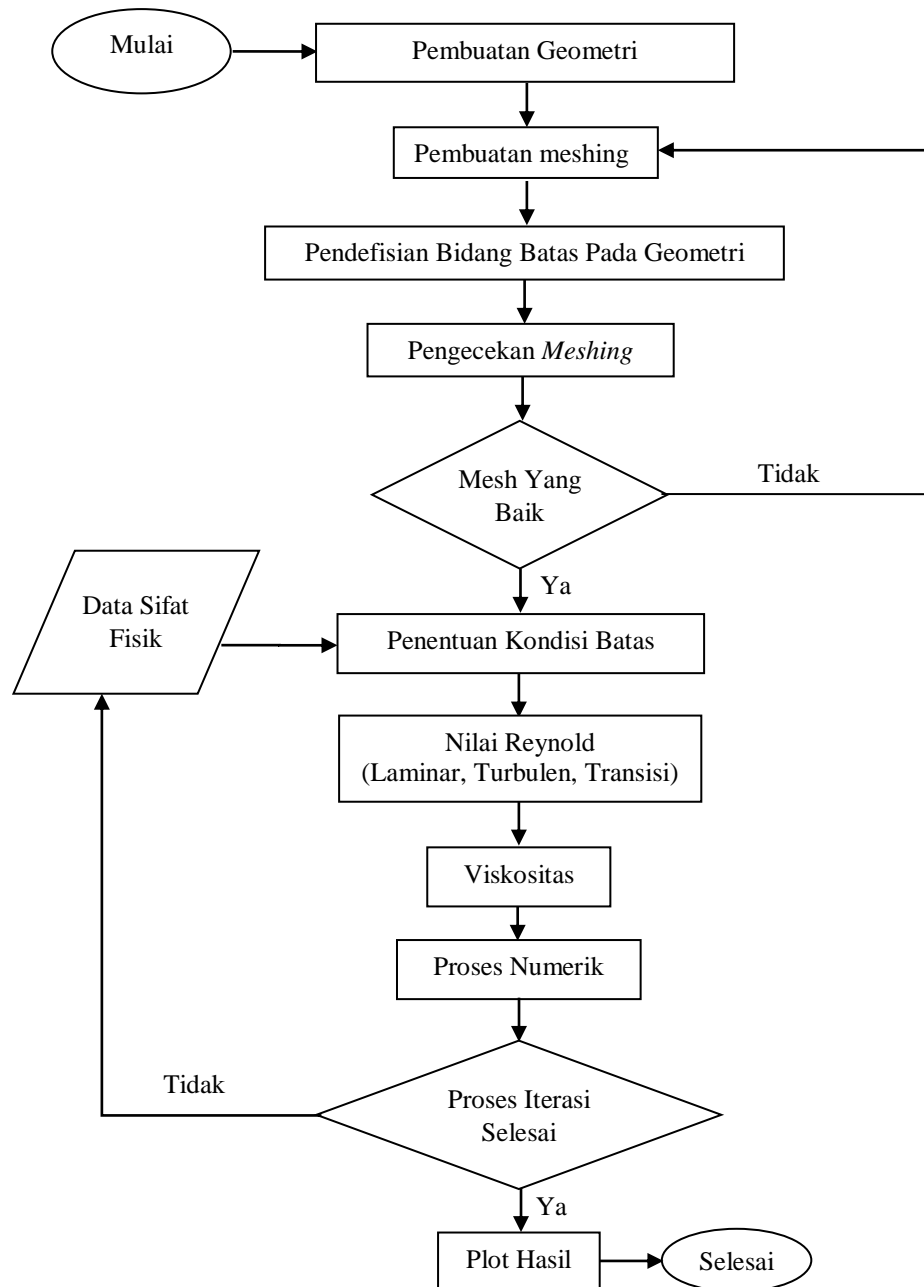 Mulai
Pembuatan Geometri
Pembuatan meshing
Pendefisian Bidang Batas Pada Geometri
Pengecekan Meshing
Mesh Yang
Baik
Tidak
Ya
Data Sifat
Fisik
Penentuan Kondisi Batas
Nilai Reynold
(Laminar, Turbulen, Transisi)
Viskositas
Proses Numerik
Tidak
Proses Iterasi
Selesai
Ya
Plot Hasil
Selesai